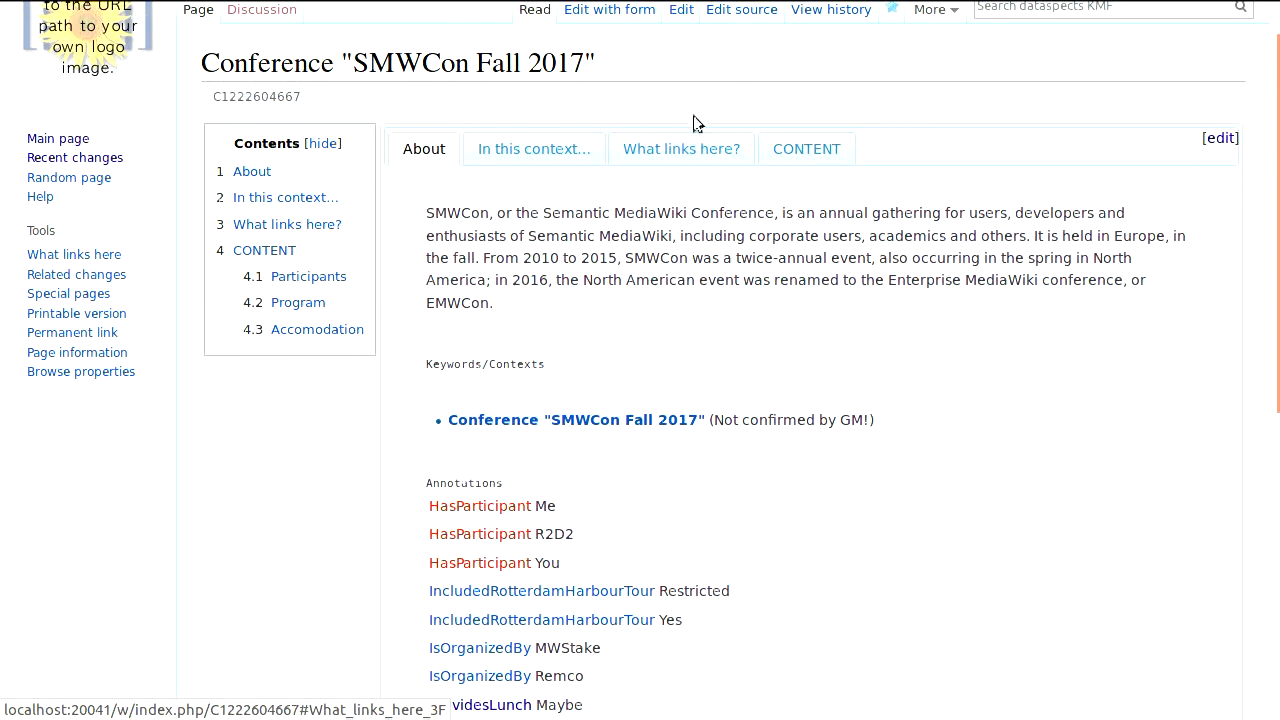 to the URL
path to your
own logo
image.
Page Discussion Read Edit with form Edit Edit source View history More Search dataspects KMF
Conference "SMWCon Fall 2017"
C1222604667
Main page
Recent changes
Random page
Help
Tools
What links here
Related changes
Special pages
Printable version
Permanent link
Page information
Browse properties
Contents [hide]
1 About
2 In this context...
3 What links here?
4 CONTENT
4.1 Participants
4.2 Program
4.3 Accomodation
About In this context... What links here? CONTENT [edit]
SMWCon, or the Semantic MediaWiki Conference, is an annual gathering for users, developers and
enthusiasts of Semantic MediaWiki, including corporate users, academics and others. It is held in Europe, in
the fall. From 2010 to 2015, SMWCon was a twice-annual event, also occurring in the spring in North
America; in 2016, the North American event was renamed to the Enterprise MediaWiki conference, or
EMWCon.
Keywords/Contexts
• Conference "SMWCon Fall 2017" (Not confirmed by GM!)
Annotations
HasParticipant Me
HasParticipant R2D2
HasParticipant You
IncludedRotterdamHarbourTour Restricted
IncludedRotterdamHarbourTour Yes
IsOrganizedBy MWStake
IsOrganizedBy Remco
videsLunch Maybe
localhost:20041/w/index.php/C1222604667#What_links_here_3F